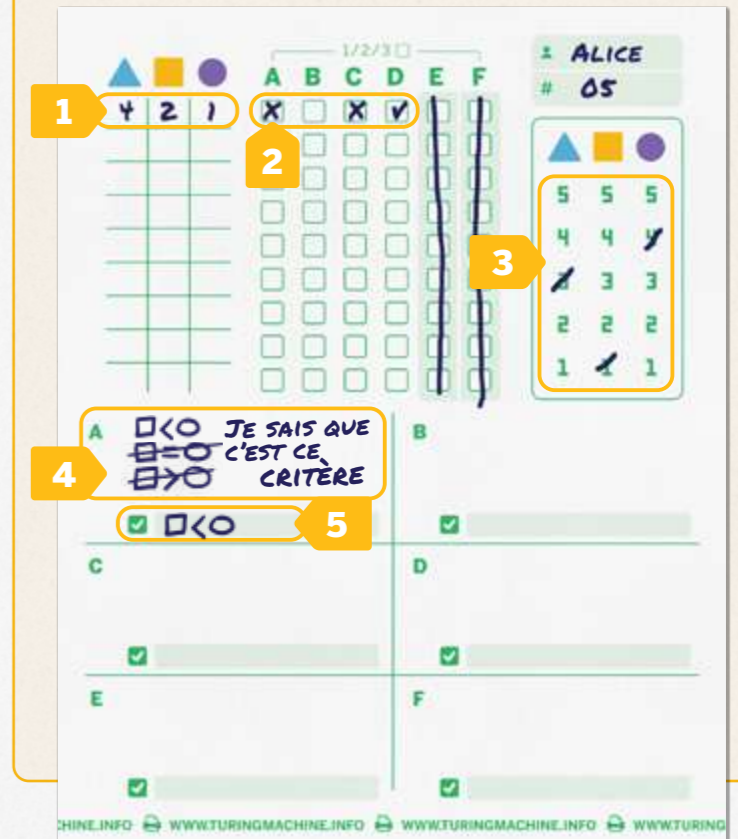 1/2/3
A B C D E F
ALICE
# 05
1
4 2 1
X X ✓
2
3
5 5 5
4 4 4
3 3 3
2 2 2
1 1 1
4
A
□<○ JE SAIS QUE
□=○ C'EST CE
□>○ CRITÈRE
5
□<○
B
C
D
E
F
CHINE.INFO WWW.TURINGMACHINE.INFO WWW.TURINGMACHINE.INFO WWW.TURING